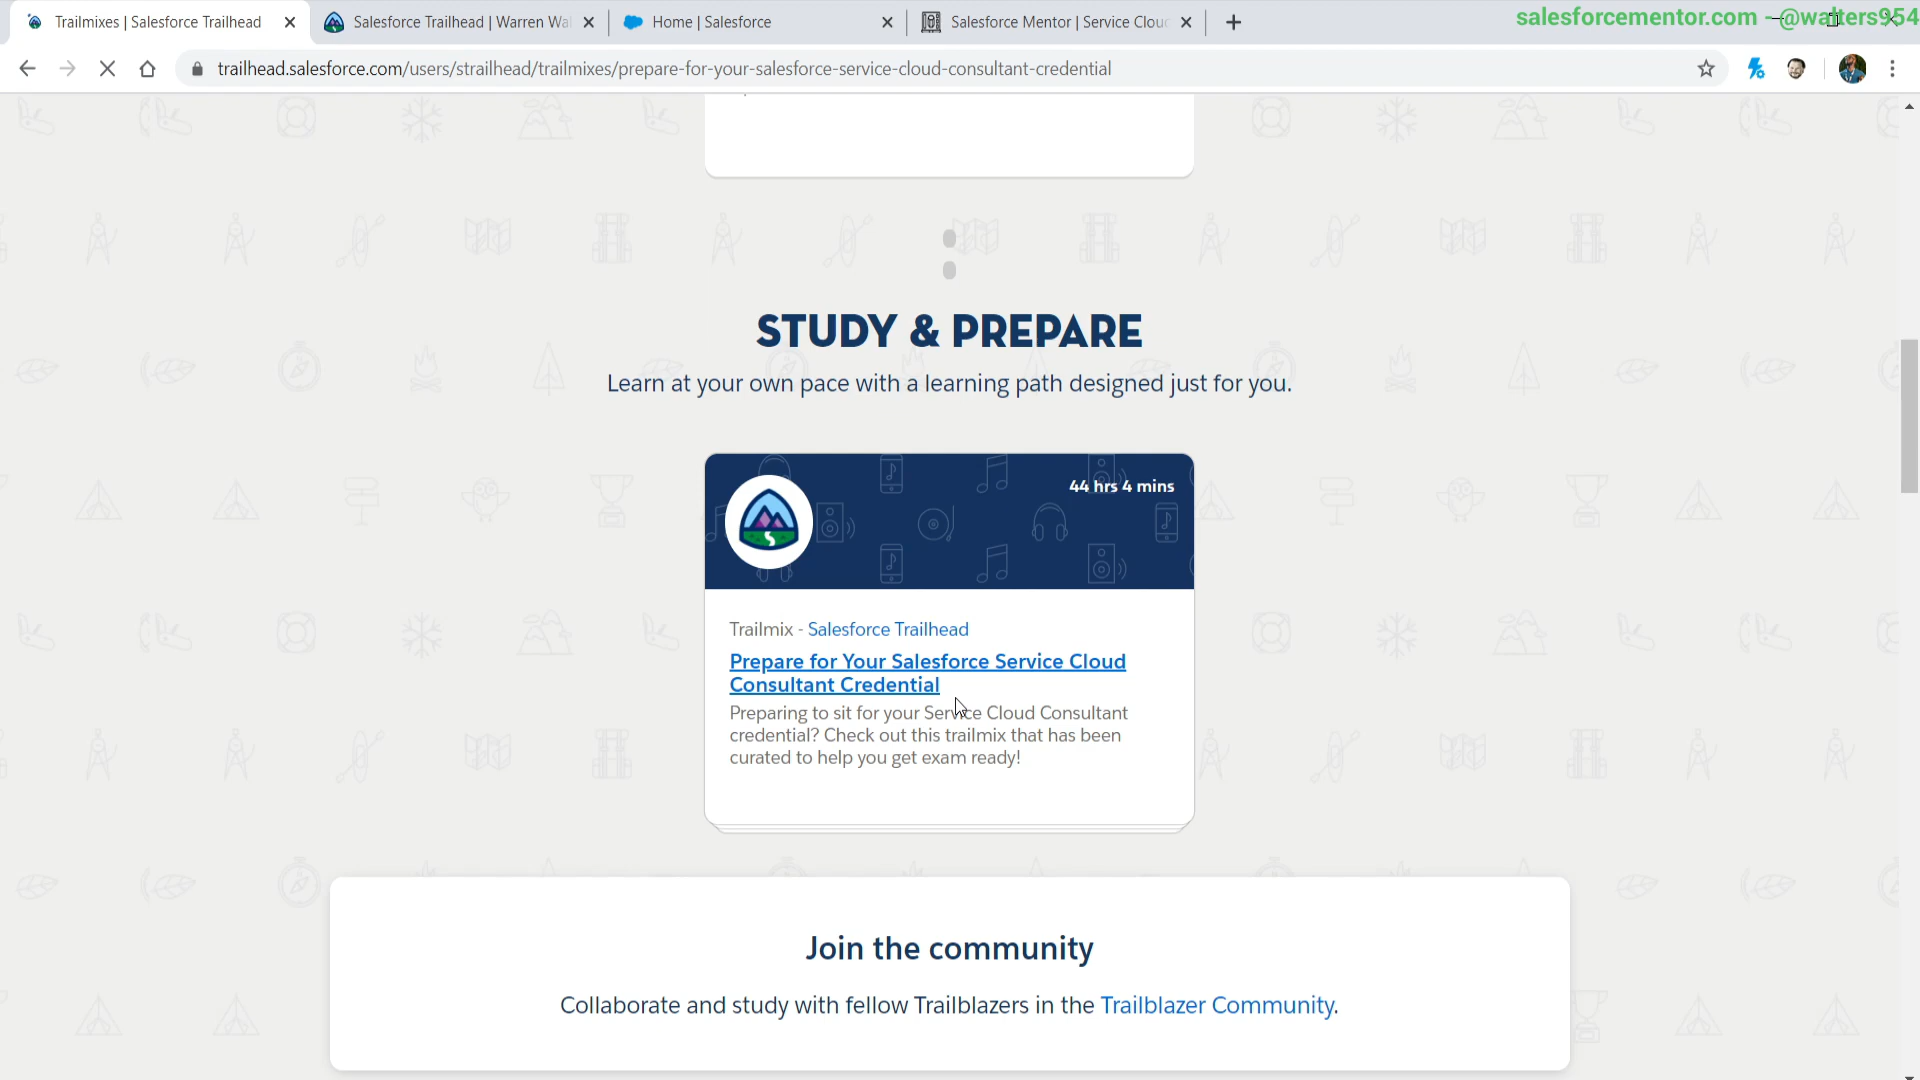 Trailmixes | Salesforce Trailhead
Salesforce Trailhead | Warren Wal
Home | Salesforce
Salesforce Mentor | Service Clou
salesforcementor.com - @walters954
trailhead.salesforce.com/users/strailhead/trailmixes/prepare-for-your-salesforce-service-cloud-consultant-credential
STUDY & PREPARE
Learn at your own pace with a learning path designed just for you.
44 hrs 4 mins
Trailmix - Salesforce Trailhead
Prepare for Your Salesforce Service Cloud
Consultant Credential
Preparing to sit for your Service Cloud Consultant
credential? Check out this trailmix that has been
curated to help you get exam ready!
Join the community
Collaborate and study with fellow Trailblazers in the Trailblazer Community.